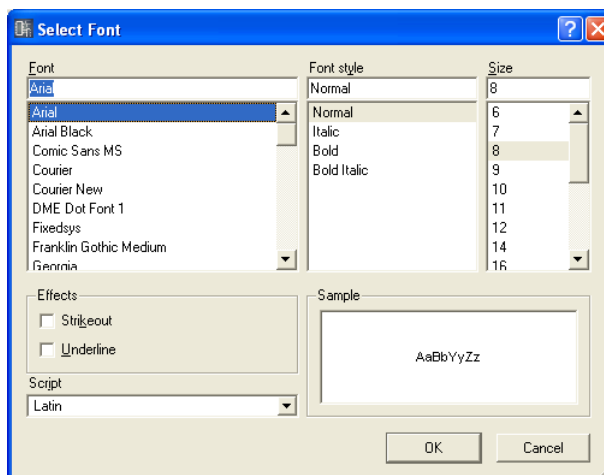 Select Font
Font
Font style
Size
Arial
Normal
8
Arial
Arial Black
Comic Sans MS
Courier
Courier New
DME Dot Font 1
Fixedsys
Franklin Gothic Medium
Georgia
Normal
Italic
Bold
Bold Italic
6
7
8
9
10
11
12
14
16
Effects
Strikeout
Underline
Sample
AaBbYyZz
Script
Latin
OK
Cancel